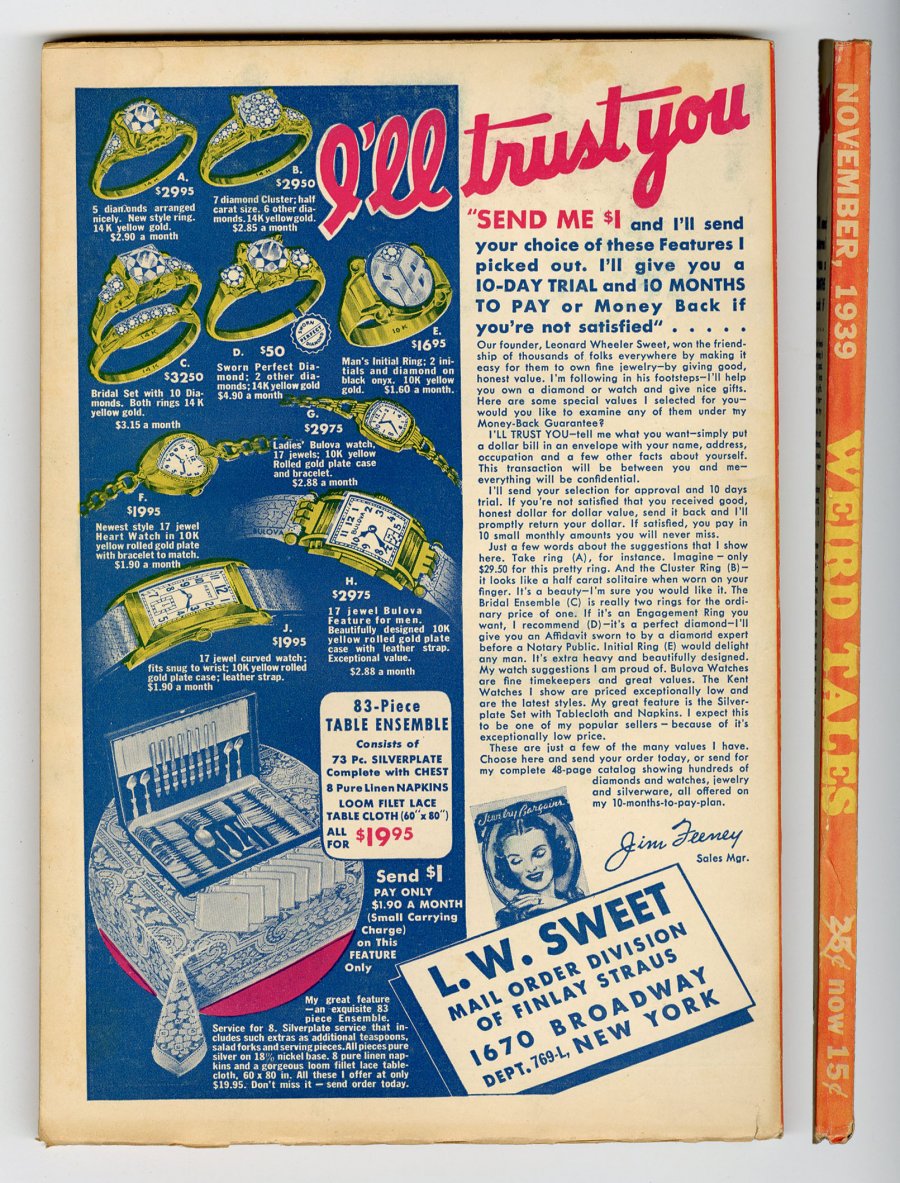 I'll trust you
A.
$29⁹⁵
5 diamonds arranged
nicely. New style ring.
14 K yellow gold.
$2.90 a month
B.
$29⁵⁰
7 diamond Cluster; half
carat size. 6 other dia-
monds. 14K yellow gold.
$2.85 a month
C.
$32⁵⁰
Bridal Set with 10 Dia-
monds. Both rings 14 K
yellow gold.
$3.15 a month
D. $50
Sworn Perfect Dia-
mond; 2 other dia-
monds; 14K yellow gold
$4.90 a month
SWORN
PERFECT
DIAMOND
E.
$16⁹⁵
Man's Initial Ring; 2 ini-
tials and diamond on
black onyx. 10K yellow
gold. $1.60 a month.
14 K
14 K
14 K
10 K
F.
$19⁹⁵
Newest style 17 jewel
Heart Watch in 10K
yellow rolled gold plate
with bracelet to match.
$1.90 a month
G.
$29⁷⁵
Ladies' Bulova watch,
17 jewels; 10K yellow
Rolled gold plate case
and bracelet.
$2.88 a month
BULOVA
BULOVA
H.
$29⁷⁵
17 jewel Bulova
Feature for men.
Beautifully designed 10K
yellow rolled gold plate
case with leather strap.
Exceptional value.
$2.88 a month
J.
$19⁹⁵
17 jewel curved watch;
fits snug to wrist; 10K yellow rolled
gold plate case; leather strap.
$1.90 a month
83-Piece
TABLE ENSEMBLE
Consists of
73 Pc. SILVERPLATE
Complete with CHEST
8 Pure Linen NAPKINS
LOOM FILET LACE
TABLE CLOTH (60"x 80")
ALL
FOR $19⁹⁵
Send $1
PAY ONLY
$1.90 A MONTH
(Small Carrying
Charge)
on This
FEATURE
Only
My great feature
—an exquisite 83
piece Ensemble.
Service for 8. Silverplate service that in-
cludes such extras as additional teaspoons,
salad forks and serving pieces. All pieces pure
silver on 18% nickel base. 8 pure linen nap-
kins and a gorgeous loom fillet lace table-
cloth, 60 x 80 in. All these I offer at only
$19.95. Don't miss it — send order today.
"SEND ME $1 and I'll send
your choice of these Features I
picked out. I'll give you a
10-DAY TRIAL and 10 MONTHS
TO PAY or Money Back if
you're not satisfied" . . . . .
Our founder, Leonard Wheeler Sweet, won the friend-
ship of thousands of folks everywhere by making it
easy for them to own fine jewelry—by giving good,
honest value. I'm following in his footsteps—I'll help
you own a diamond or watch and give nice gifts.
Here are some special values I selected for you—
would you like to examine any of them under my
Money-Back Guarantee?
I'LL TRUST YOU—tell me what you want—simply put
a dollar bill in an envelope with your name, address,
occupation and a few other facts about yourself.
This transaction will be between you and me—
everything will be confidential.
I'll send your selection for approval and 10 days
trial. If you're not satisfied that you received good,
honest dollar for dollar value, send it back and I'll
promptly return your dollar. If satisfied, you pay in
10 small monthly amounts you will never miss.
Just a few words about the suggestions that I show
here. Take ring (A), for instance. Imagine — only
$29.50 for this pretty ring. And the Cluster Ring (B)—
it looks like a half carat solitaire when worn on your
finger. It's a beauty—I'm sure you would like it. The
Bridal Ensemble (C) is really two rings for the ordi-
nary price of one. If it's an Engagement Ring you
want, I recommend (D)—it's a perfect diamond—I'll
give you an Affidavit sworn to by a diamond expert
before a Notary Public. Initial Ring (E) would delight
any man. It's extra heavy and beautifully designed.
My watch suggestions I am proud of. Bulova Watches
are fine timekeepers and great values. The Kent
Watches I show are priced exceptionally low and
are the latest styles. My great feature is the Silver-
plate Set with Tablecloth and Napkins. I expect this
to be one of my popular sellers — because of it's
exceptionally low price.
These are just a few of the many values I have.
Choose here and send your order today, or send for
my complete 48-page catalog showing hundreds of
diamonds and watches, jewelry
and silverware, all offered on
my 10-months-to-pay-plan.
Jim Feeney
Sales Mgr.
Jewelry Bargains
L. W. SWEET
MAIL ORDER DIVISION
OF FINLAY STRAUS
1670 BROADWAY
DEPT. 769-L, NEW YORK
NOVEMBER, 1939 WEIRD TALES 25¢ now 15¢